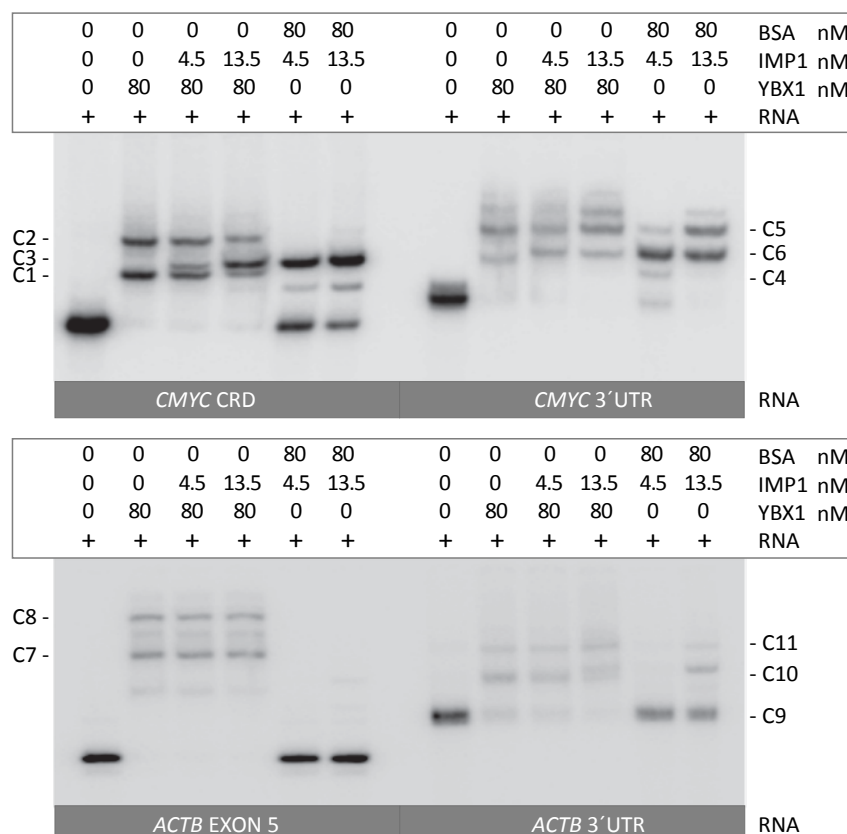 0 0 0 0 80 80 0 0 0 0 80 80 BSA nM
0 0 4.5 13.5 4.5 13.5 0 0 4.5 13.5 4.5 13.5 IMP1 nM
0 80 80 80 0 0 0 80 80 80 0 0 YBX1 nM
+ + + + + + + + + + + + RNA
C2 - - C5
C3 - - C6
C1 - - C4
CMYC CRD CMYC 3´UTR RNA
0 0 0 0 80 80 0 0 0 0 80 80 BSA nM
0 0 4.5 13.5 4.5 13.5 0 0 4.5 13.5 4.5 13.5 IMP1 nM
0 80 80 80 0 0 0 80 80 80 0 0 YBX1 nM
+ + + + + + + + + + + + RNA
C8 -
C7 - - C11
- C10
- C9
ACTB EXON 5 ACTB 3´UTR RNA